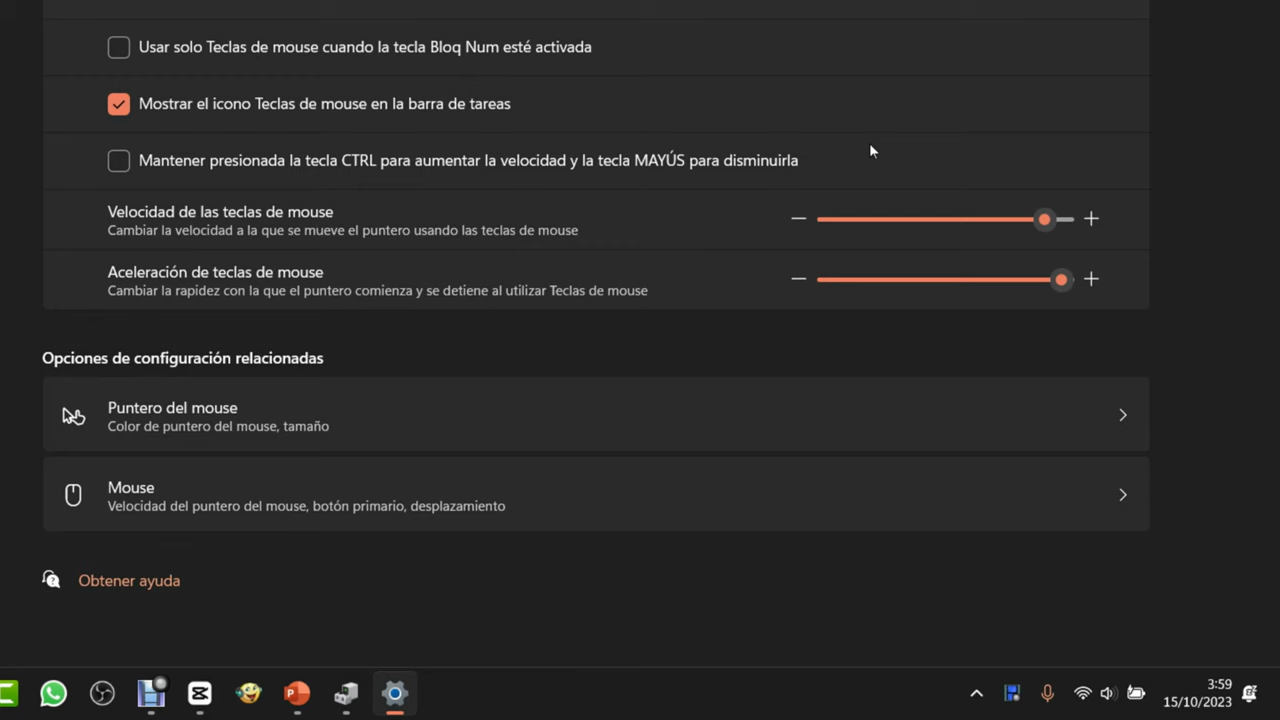 Usar solo Teclas de mouse cuando la tecla Bloq Num esté activada
Mostrar el icono Teclas de mouse en la barra de tareas
Mantener presionada la tecla CTRL para aumentar la velocidad y la tecla MAYÚS para disminuirla
Velocidad de las teclas de mouse
Cambiar la velocidad a la que se mueve el puntero usando las teclas de mouse
Aceleración de teclas de mouse
Cambiar la rapidez con la que el puntero comienza y se detiene al utilizar Teclas de mouse
Opciones de configuración relacionadas
Puntero del mouse
Color de puntero del mouse, tamaño
Mouse
Velocidad del puntero del mouse, botón primario, desplazamiento
Obtener ayuda
3:59
15/10/2023